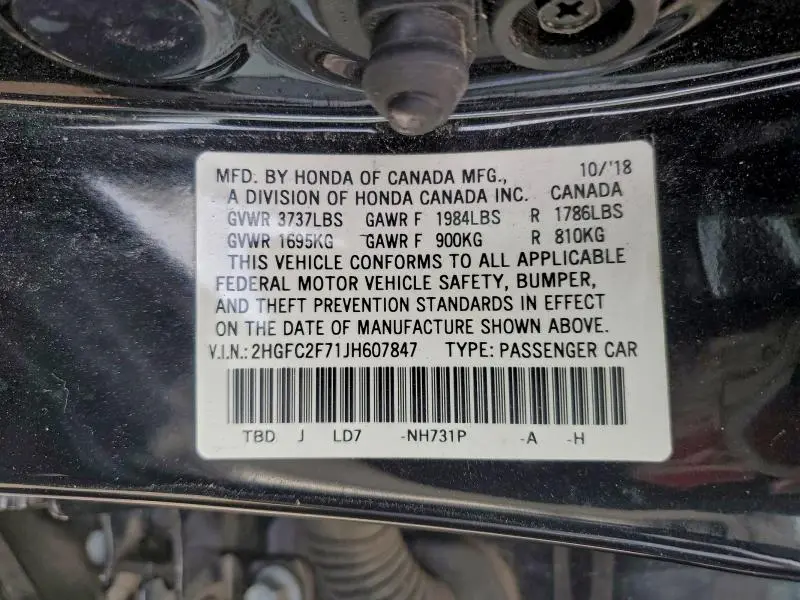 MFD. BY HONDA OF CANADA MFG., 10/'18
A DIVISION OF HONDA CANADA INC. CANADA
GVWR 3737LBS GAWR F 1984LBS R 1786LBS
GVWR 1695KG GAWR F 900KG R 810KG
THIS VEHICLE CONFORMS TO ALL APPLICABLE
FEDERAL MOTOR VEHICLE SAFETY, BUMPER,
AND THEFT PREVENTION STANDARDS IN EFFECT
ON THE DATE OF MANUFACTURE SHOWN ABOVE.
V.I.N.: 2HGFC2F71JH607847 TYPE: PASSENGER CAR
TBD J LD7 -NH731P -A -H